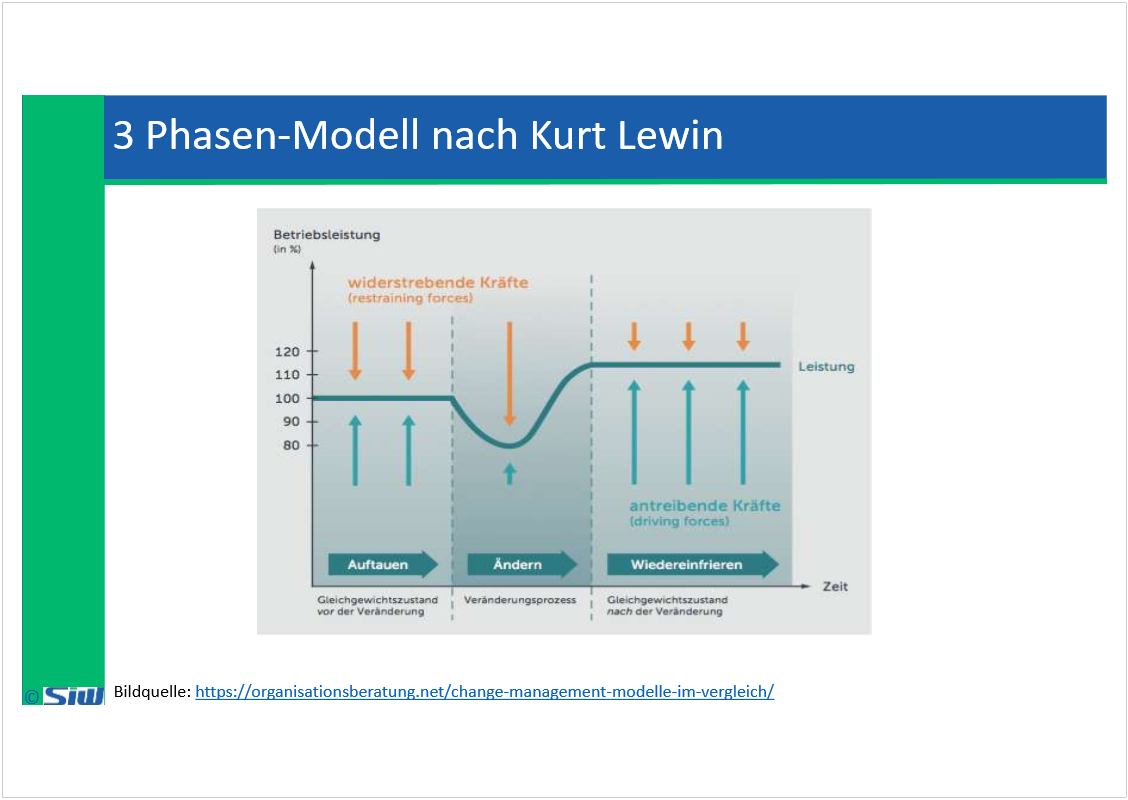 3 Phasen-Modell nach Kurt Lewin
Betriebsleistung
(in %)
widerstrebende Kräfte
(restraining forces)
120
110
100
90
80
Leistung
antreibende Kräfte
(driving forces)
Auftauen
Ändern
Wiedereinfrieren
Zeit
Gleichgewichtszustand
vor der Veränderung
Veränderungsprozess
Gleichgewichtszustand
nach der Veränderung
© SIW
Bildquelle: https://organisationsberatung.net/change-management-modelle-im-vergleich/